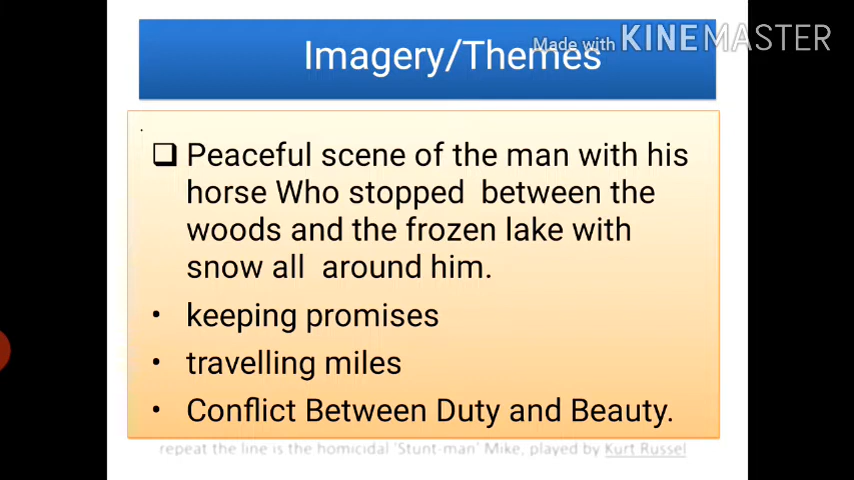 Imagery/Themes
Made with KINEMASTER
Peaceful scene of the man with his
horse Who stopped between the
woods and the frozen lake with
snow all around him.
• keeping promises
• travelling miles
• Conflict Between Duty and Beauty.
repeat the line is the homicidal 'Stunt-man' Mike, played by Kurt Russel